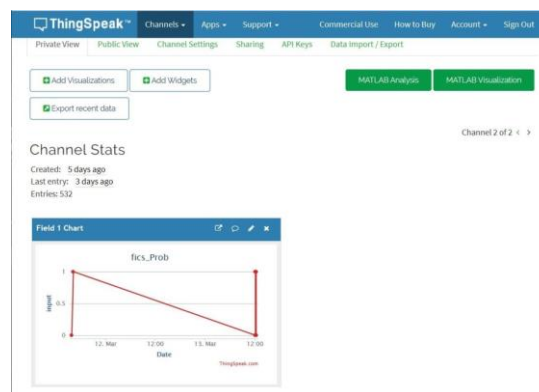 ThingSpeak™ Channels Apps Support Commercial Use How to Buy Account Sign Out
Private View Public View Channel Settings Sharing API Keys Data Import / Export
Add Visualizations Add Widgets MATLAB Analysis MATLAB Visualization
Export recent data
Channel 2 of 2 < >
Channel Stats
Created: 5 days ago
Last entry: 3 days ago
Entries: 532
Field 1 Chart
fics_Prob
1
0.5
0
input
12. Mar 12:00 13. Mar 12:00
Date
ThingSpeak.com